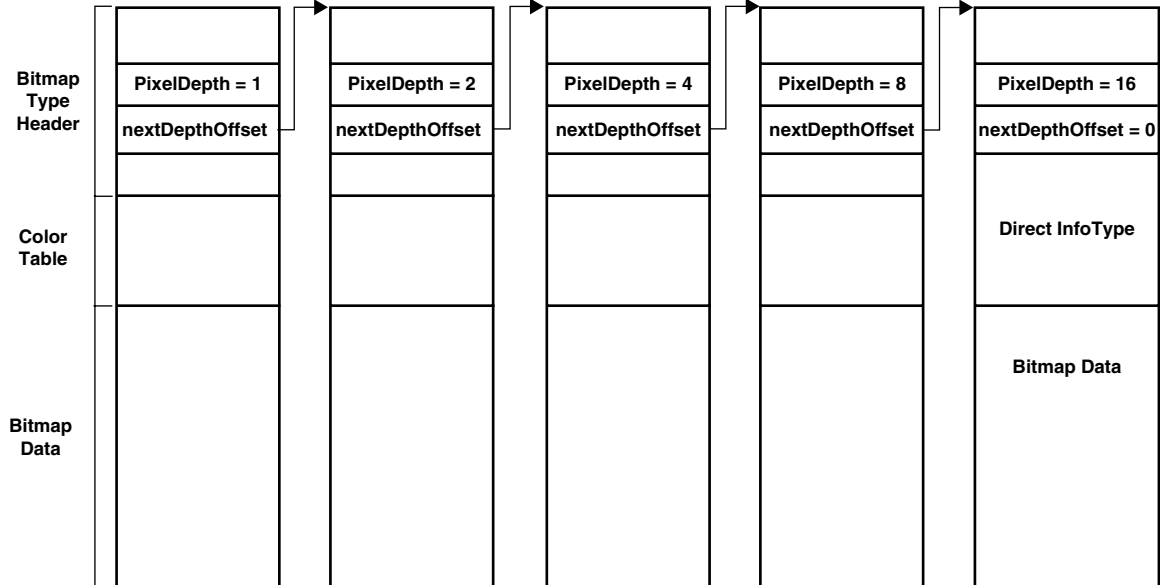 Bitmap
Type
Header
PixelDepth = 1
PixelDepth = 2
PixelDepth = 4
PixelDepth = 8
PixelDepth = 16
nextDepthOffset
nextDepthOffset
nextDepthOffset
nextDepthOffset
nextDepthOffset = 0
Color
Table
Direct InfoType
Bitmap Data
Bitmap
Data